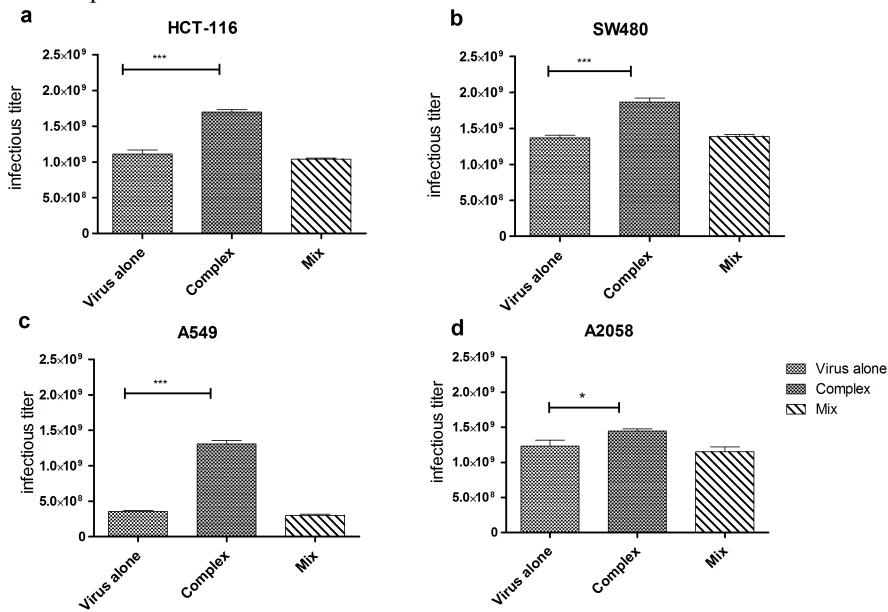 a
HCT-116
***
2.5×10⁹
2.0×10⁹
1.5×10⁹
1.0×10⁹
5.0×10⁸
0
infectious titer
Virus alone
Complex
Mix
b
SW480
***
2.5×10⁹
2.0×10⁹
1.5×10⁹
1.0×10⁹
5.0×10⁸
0
infectious titer
Virus alone
Complex
Mix
c
A549
***
2.5×10⁹
2.0×10⁹
1.5×10⁹
1.0×10⁹
5.0×10⁸
0
infectious titer
Virus alone
Complex
Mix
d
A2058
*
2.5×10⁹
2.0×10⁹
1.5×10⁹
1.0×10⁹
5.0×10⁸
0
infectious titer
Virus alone
Complex
Mix
Virus alone
Complex
Mix